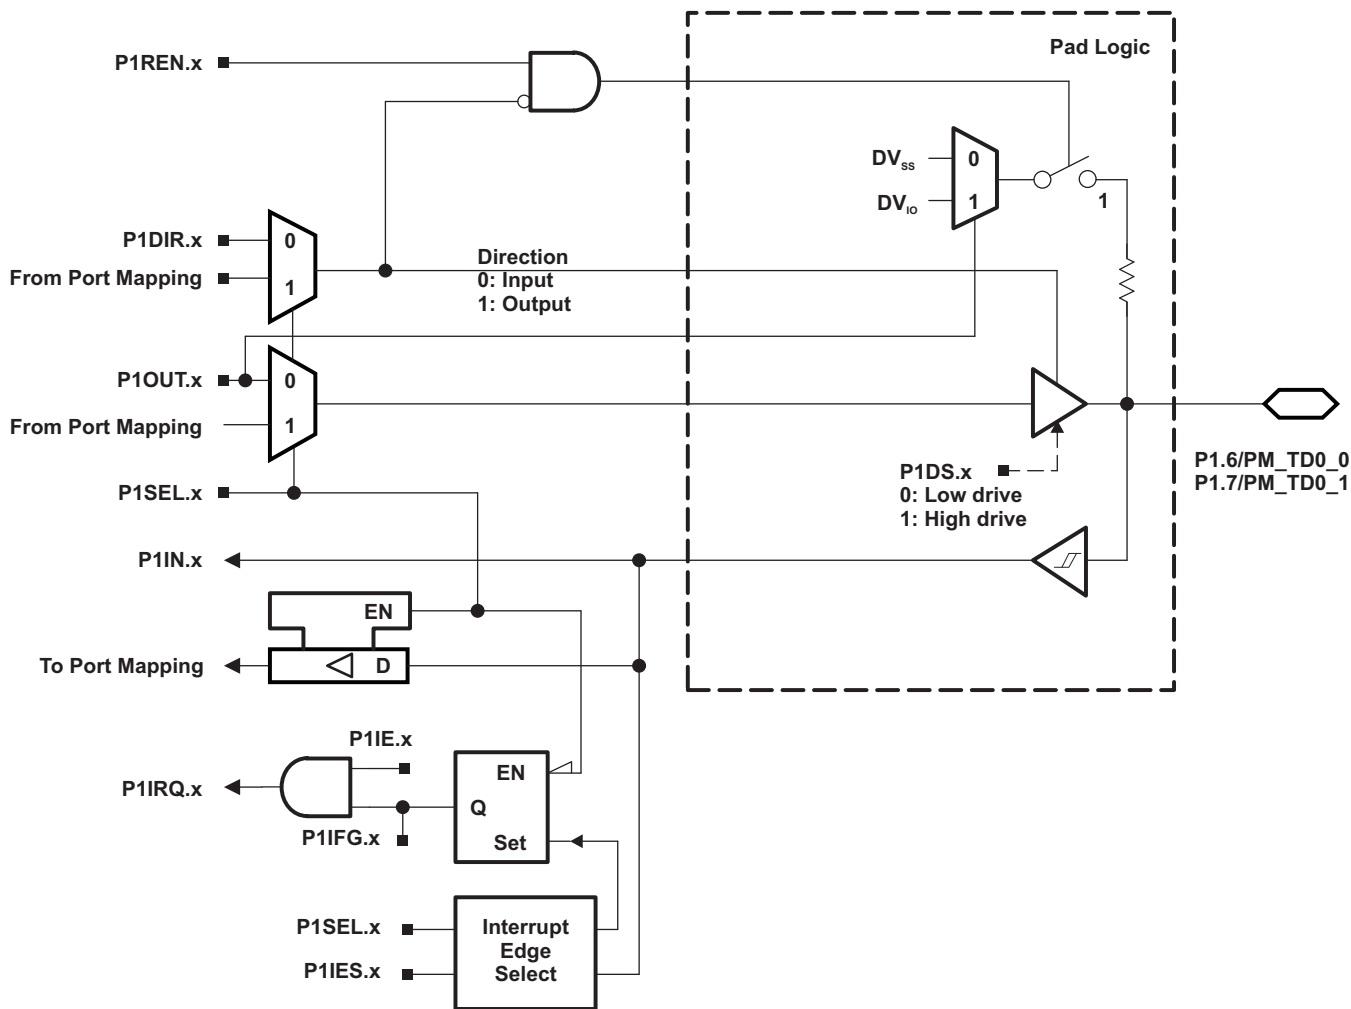 Pad Logic
P1REN.x
DVSS
0
DVIO
1
1
P1DIR.x
0
From Port Mapping
1
Direction
0: Input
1: Output
P1OUT.x
0
From Port Mapping
1
P1SEL.x
P1DS.x
0: Low drive
1: High drive
P1.6/PM_TD0_0
P1.7/PM_TD0_1
P1IN.x
EN
To Port Mapping
D
P1IE.x
EN
P1IRQ.x
Q
P1IFG.x
Set
P1SEL.x
P1IES.x
Interrupt
Edge
Select